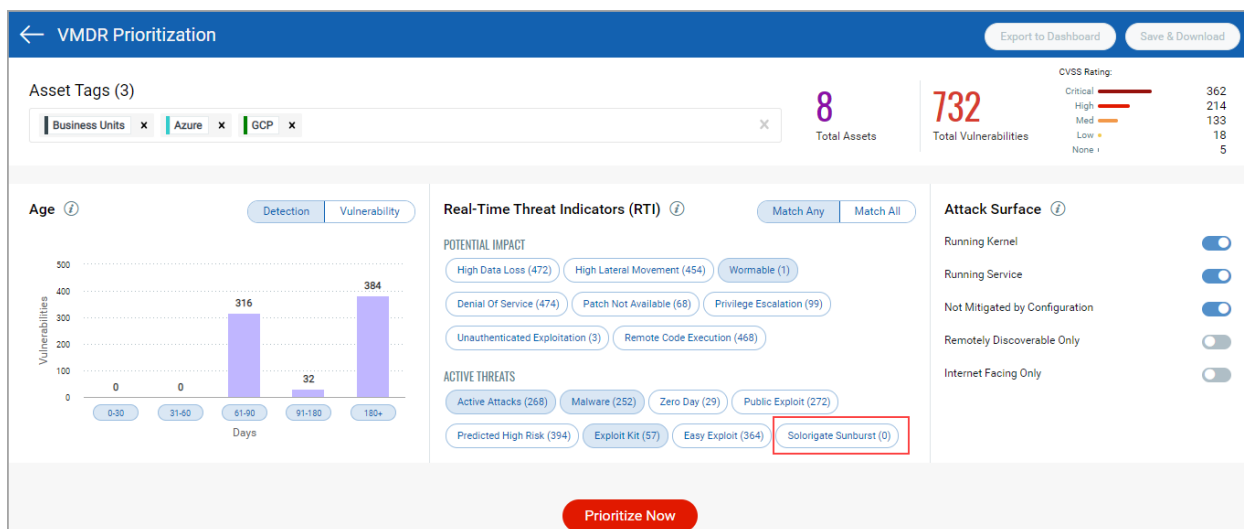 VMDR Prioritization
Export to Dashboard
Save & Download
Asset Tags (3)
Business Units x Azure x GCP x
8
Total Assets
732
Total Vulnerabilities
CVSS Rating:
Critical 362
High 214
Med 133
Low 18
None 5
Age
Detection Vulnerability
Vulnerabilities
500
400
300
200
100
0
0
0
316
32
384
0-30 31-60 61-90 91-180 180+
Days
Real-Time Threat Indicators (RTI)
Match Any Match All
POTENTIAL IMPACT
High Data Loss (472) High Lateral Movement (454) Wormable (1)
Denial Of Service (474) Patch Not Available (68) Privilege Escalation (99)
Unauthenticated Exploitation (3) Remote Code Execution (468)
ACTIVE THREATS
Active Attacks (268) Malware (252) Zero Day (29) Public Exploit (272)
Predicted High Risk (394) Exploit Kit (57) Easy Exploit (364) Solorigate Sunburst (0)
Attack Surface
Running Kernel
Running Service
Not Mitigated by Configuration
Remotely Discoverable Only
Internet Facing Only
Prioritize Now